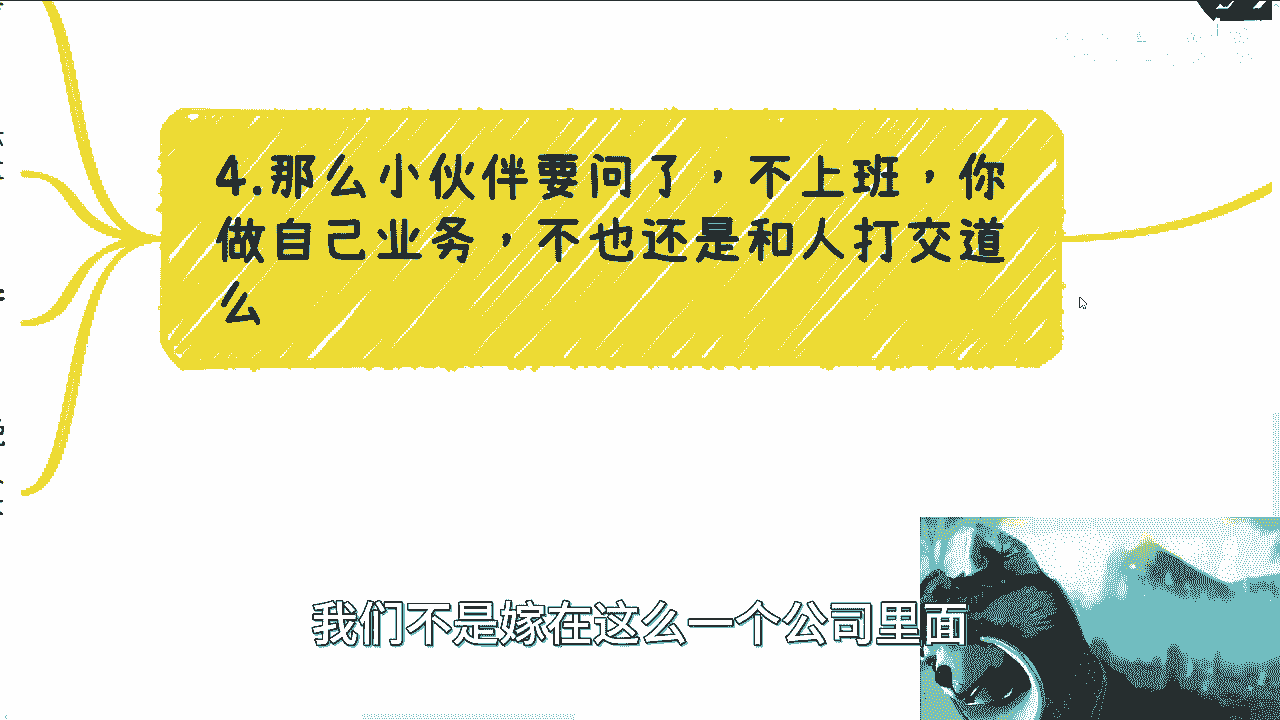 4.那么小伙伴要问了，不上班，你
做自己业务，不也还是和人打交道
么
我们不是嫁在这么一个公司里面